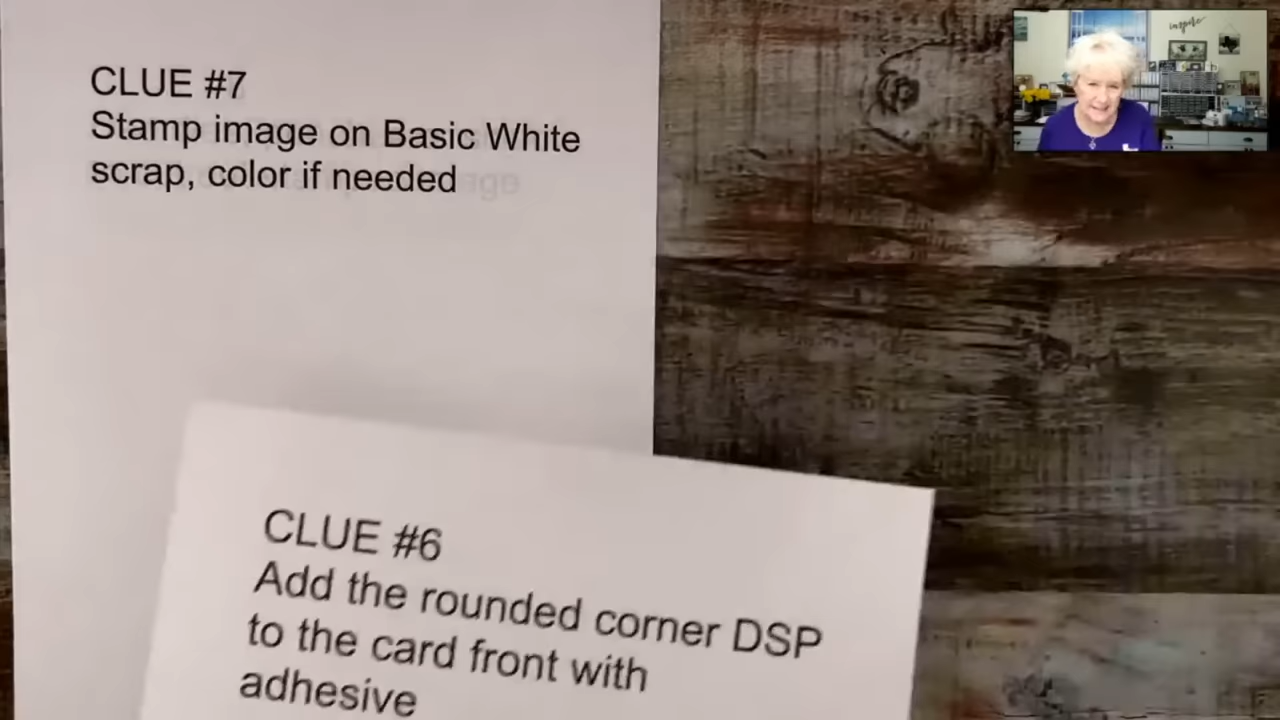 CLUE #7
Stamp image on Basic White
scrap, color if needed
CLUE #6
Add the rounded corner DSP
to the card front with
adhesive
inspire